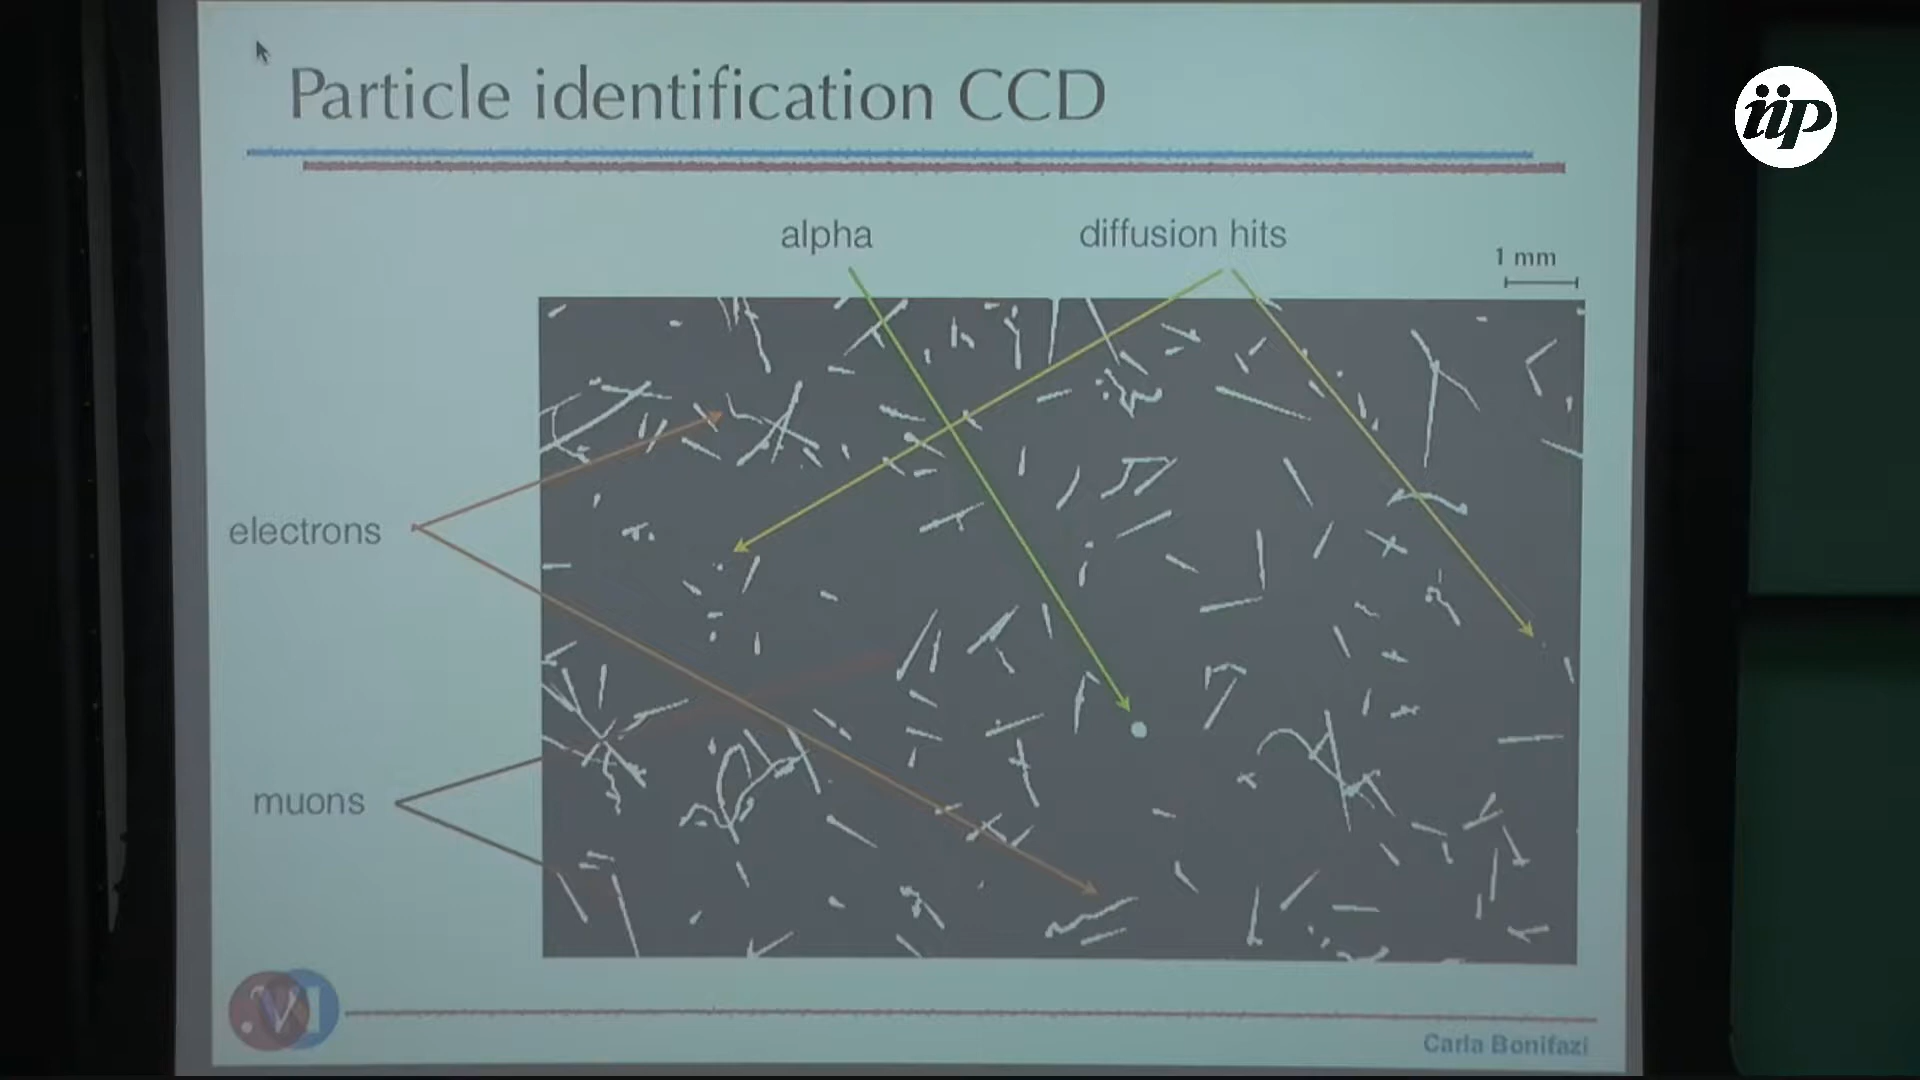 Particle identification CCD
iip
alpha
diffusion hits
1 mm
electrons
muons
Carla Bonifazi